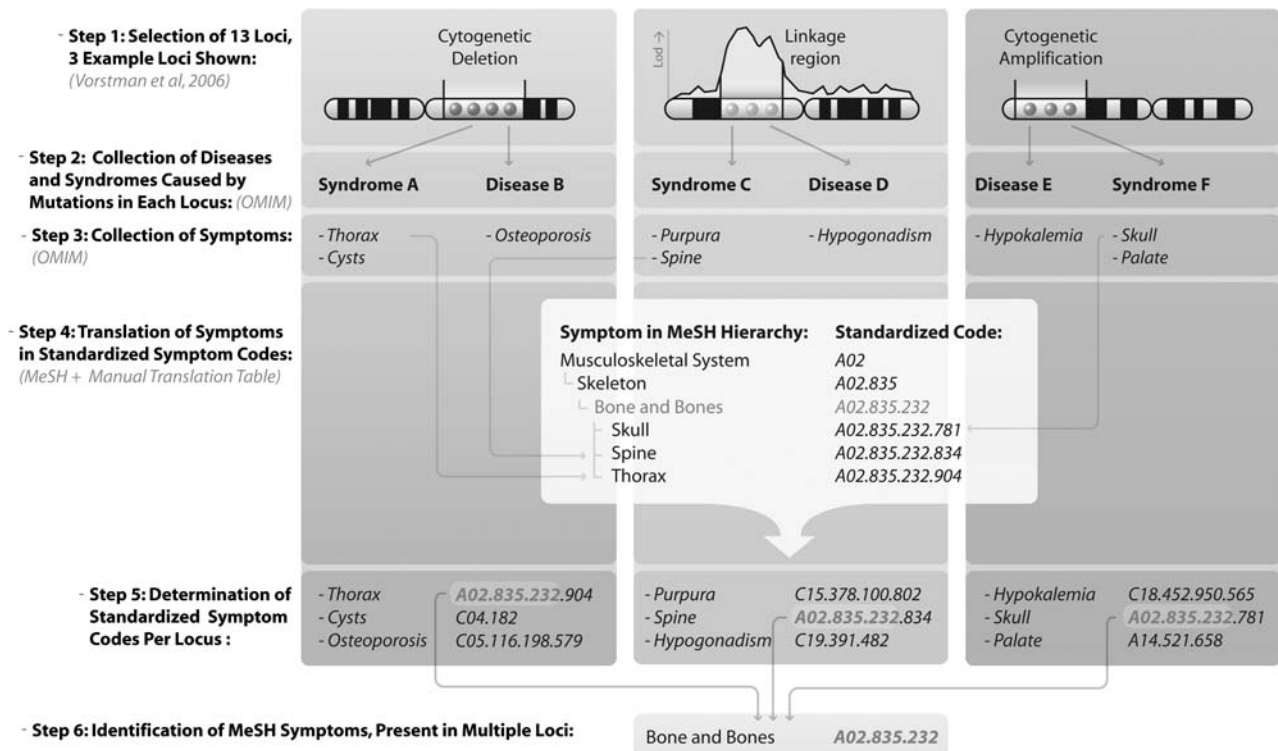 - Step 1: Selection of 13 Loci,
3 Example Loci Shown:
(Vorstman et al, 2006)
Cytogenetic
Deletion
Lod →
Linkage
region
Cytogenetic
Amplification
- Step 2: Collection of Diseases
and Syndromes Caused by
Mutations in Each Locus: (OMIM)
Syndrome A Disease B Syndrome C Disease D Disease E Syndrome F
- Step 3: Collection of Symptoms:
(OMIM)
- Thorax - Osteoporosis - Purpura - Hypogonadism - Hypokalemia - Skull
- Cysts - Spine - Palate
- Step 4: Translation of Symptoms
in Standardized Symptom Codes:
(MeSH + Manual Translation Table)
Symptom in MeSH Hierarchy: Standardized Code:
Musculoskeletal System A02
Skeleton A02.835
Bone and Bones A02.835.232
Skull A02.835.232.781
Spine A02.835.232.834
Thorax A02.835.232.904
- Step 5: Determination of
Standardized Symptom
Codes Per Locus :
- Thorax A02.835.232.904
- Cysts C04.182
- Osteoporosis C05.116.198.579
- Purpura C15.378.100.802
- Spine A02.835.232.834
- Hypogonadism C19.391.482
- Hypokalemia C18.452.950.565
- Skull A02.835.232.781
- Palate A14.521.658
- Step 6: Identification of MeSH Symptoms, Present in Multiple Loci:
Bone and Bones A02.835.232